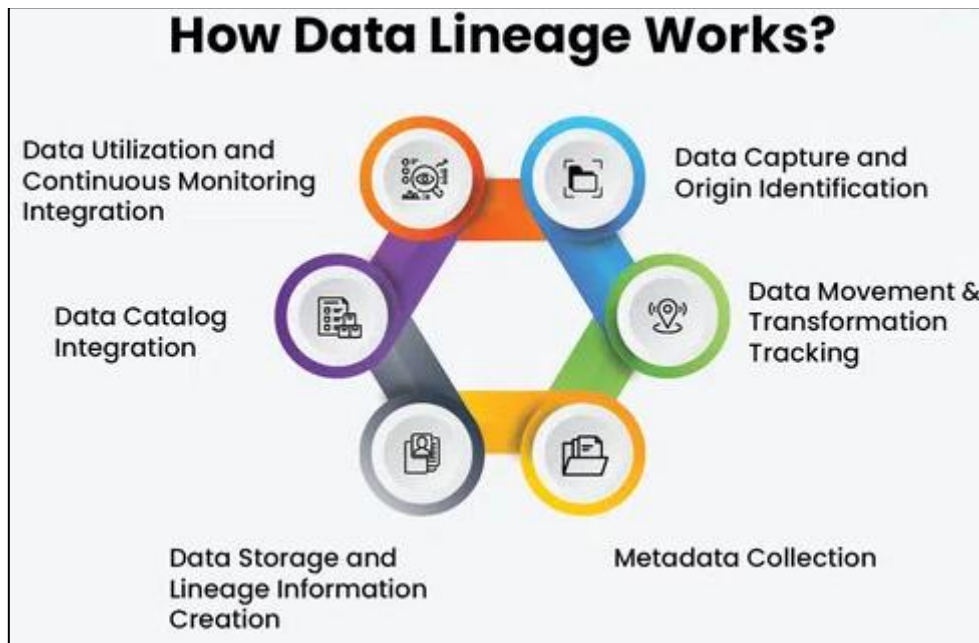 How Data Lineage Works?
Data Utilization and
Continuous Monitoring
Integration
Data Capture and
Origin Identification
Data Catalog
Integration
Data Movement &
Transformation
Tracking
Data Storage and
Lineage Information
Creation
Metadata Collection